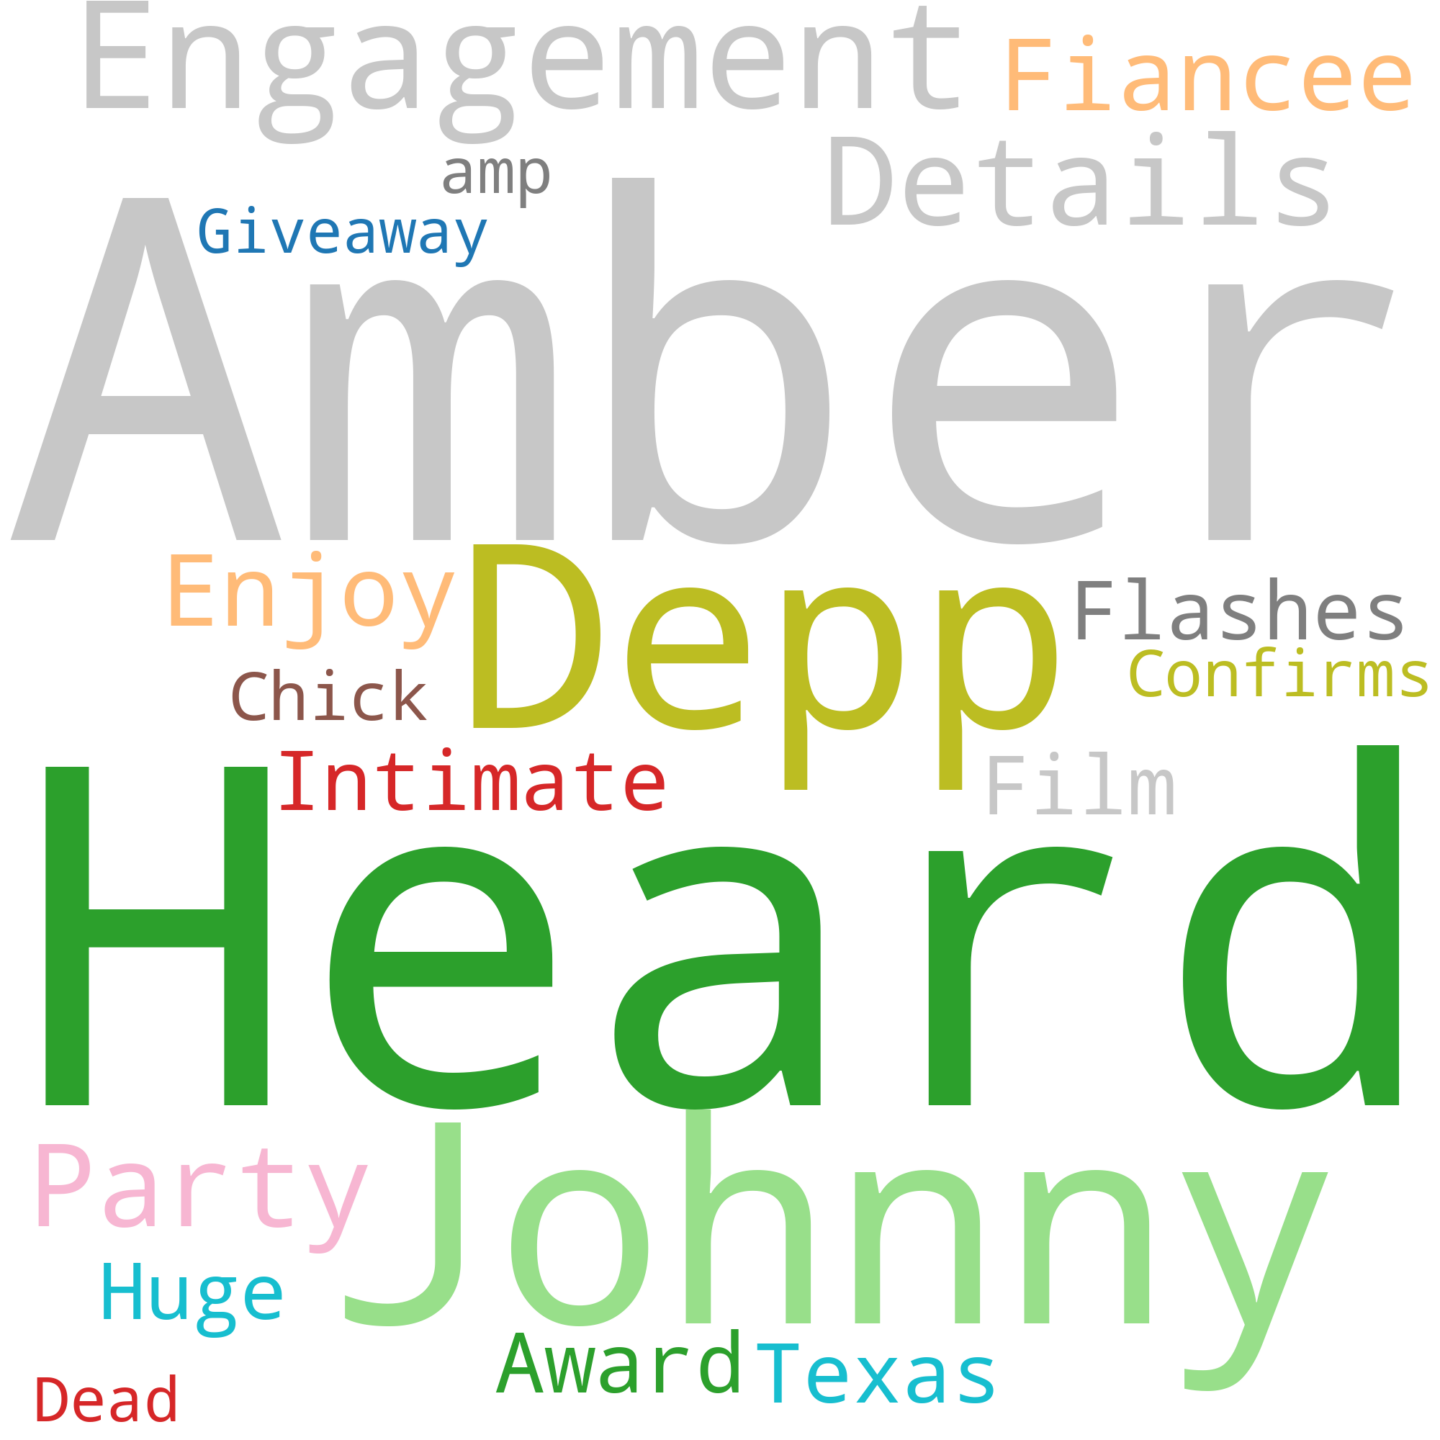 Engagement Fiancee
amp Details
Giveaway
Amber
Enjoy Depp Flashes
Chick Confirms
Intimate Film
Heard
Party Johnny
Huge
Award Texas
Dead